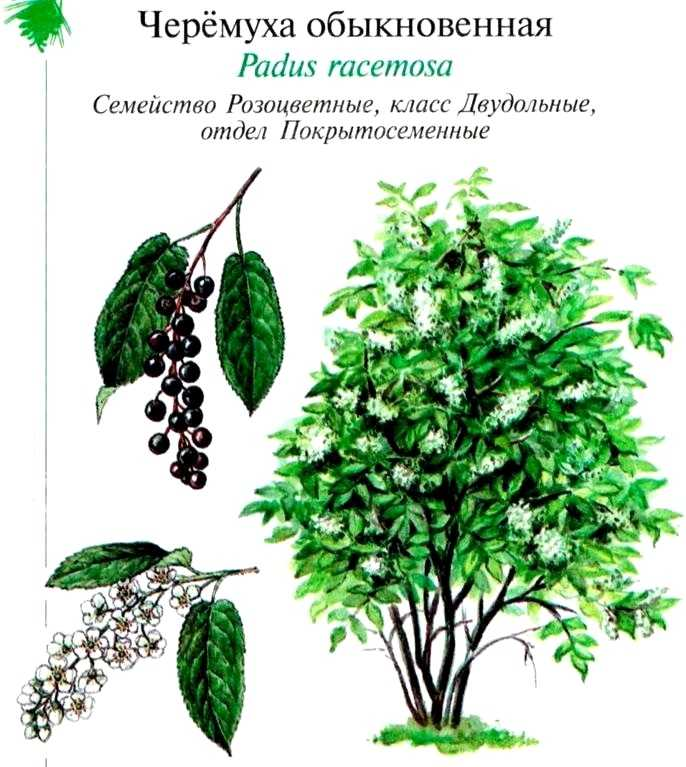 Черёмуха обыкновенная
Padus racemosa
Семейство Розоцветные, класс Двудольные,
отдел Покрытосеменные